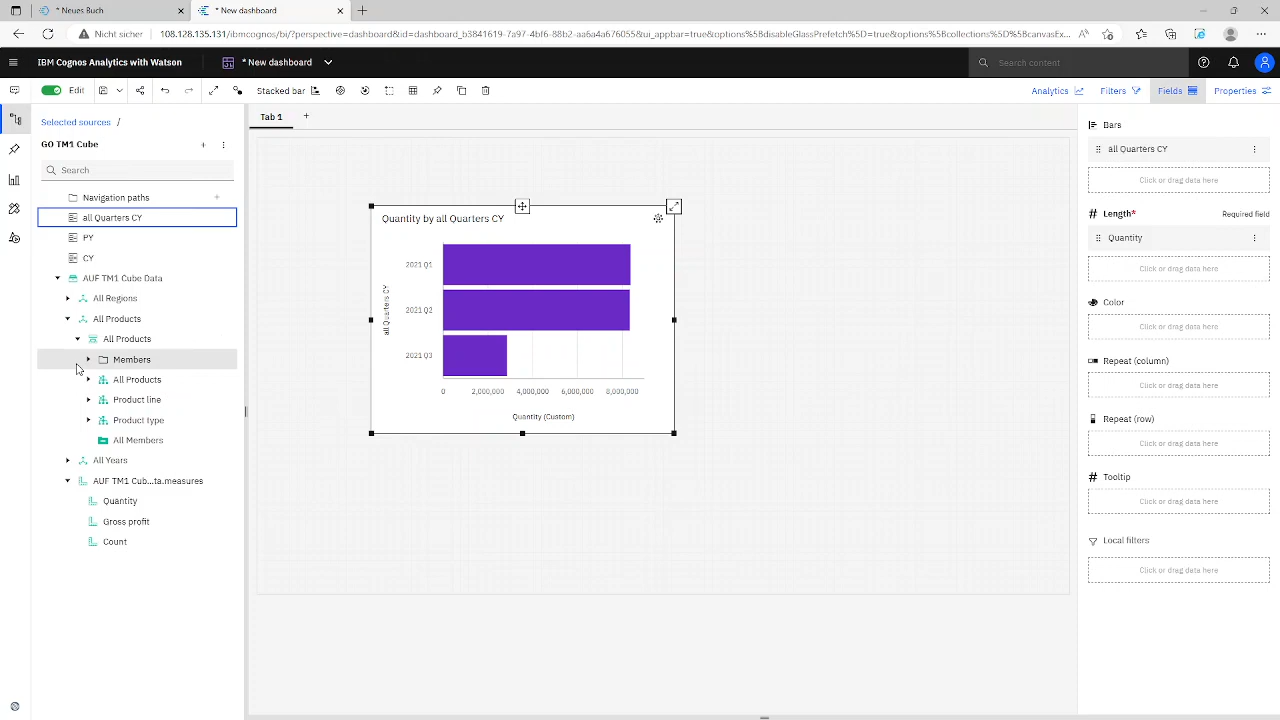 * Neues Buch
* New dashboard
Nicht sicher
108.128.135.131/ibmcognos/bi/?perspective=dashboard&id=dashboard_b3841619-7a97-4bf6-88b2-aa6a4a676055&ui_appbar=true&options%5BdisableGlassPrefetch%5D=true&options%5Bcollections%5D%5BcanvasEx...
IBM Cognos Analytics with Watson
* New dashboard
Search content
Edit
Stacked bar
Analytics
Filters
Fields
Properties
Selected sources /
GO TM1 Cube
Search
Navigation paths
all Quarters CY
PY
CY
AUF TM1 Cube Data
All Regions
All Products
All Products
Members
All Products
Product line
Product type
All Members
All Years
AUF TM1 Cub...ta.measures
Quantity
Gross profit
Count
Tab 1
Quantity by all Quarters CY
all Quarters CY
2021 Q1
2021 Q2
2021 Q3
0
2,000,000
4,000,000
6,000,000
8,000,000
Quantity (Custom)
Bars
all Quarters CY
Click or drag data here
Length*
Required field
Quantity
Click or drag data here
Color
Click or drag data here
Repeat (column)
Click or drag data here
Repeat (row)
Click or drag data here
Tooltip
Click or drag data here
Local filters
Click or drag data here